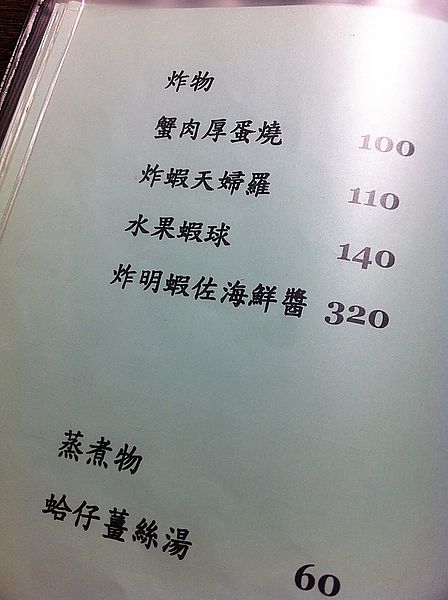 炸物
蟹肉厚蛋燒 100
炸蝦天婦羅 110
水果蝦球 140
炸明蝦佐海鮮醬 320
蒸煮物
蛤仔薑絲湯 60